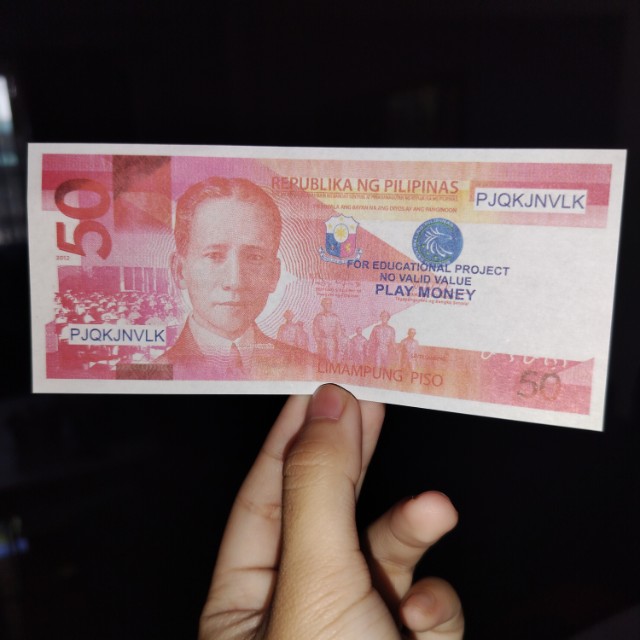 50
REPUBLIKA NG PILIPINAS
PJQKJNVLK
2012
FOR EDUCATIONAL PROJECT
NO VALID VALUE
PLAY MONEY
PJQKJNVLK
LIMAMPUNG PISO
50